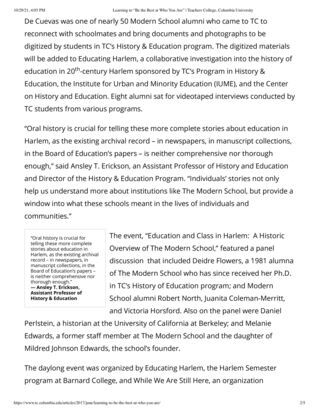 10/29/21, 4:03 PM Learning to "Be the Best at Who You Are" | Teachers College, Columbia University
De Cuevas was one of nearly 50 Modern School alumni who came to TC to
reconnect with schoolmates and bring documents and photographs to be
digitized by students in TC's History & Education program. The digitized materials
will be added to Educating Harlem, a collaborative investigation into the history of
education in 20th-century Harlem sponsored by TC's Program in History &
Education, the Institute for Urban and Minority Education (IUME), and the Center
on History and Education. Eight alumni sat for videotaped interviews conducted by
TC students from various programs.
"Oral history is crucial for telling these more complete stories about education in
Harlem, as the existing archival record – in newspapers, in manuscript collections,
in the Board of Education's papers – is neither comprehensive nor thorough
enough," said Ansley T. Erickson, an Assistant Professor of History and Education
and Director of the History & Education Program. "Individuals' stories not only
help us understand more about institutions like The Modern School, but provide a
window into what these schools meant in the lives of individuals and
communities."
"Oral history is crucial for
telling these more complete
stories about education in
Harlem, as the existing archival
record – in newspapers, in
manuscript collections, in the
Board of Education's papers –
is neither comprehensive nor
thorough enough."
— Ansley T. Erickson,
Assistant Professor of
History & Education
The event, "Education and Class in Harlem: A Historic
Overview of The Modern School," featured a panel
discussion that included Deidre Flowers, a 1981 alumna
of The Modern School who has since received her Ph.D.
in TC's History of Education program; and Modern
School alumni Robert North, Juanita Coleman-Merritt,
and Victoria Horsford. Also on the panel were Daniel
Perlstein, a historian at the University of California at Berkeley; and Melanie
Edwards, a former staff member at The Modern School and the daughter of
Mildred Johnson Edwards, the school's founder.
The daylong event was organized by Educating Harlem, the Harlem Semester
program at Barnard College, and While We Are Still Here, an organization
https://www.tc.columbia.edu/articles/2017/june/learning-to-be-the-best-at-who-you-are/ 2/5